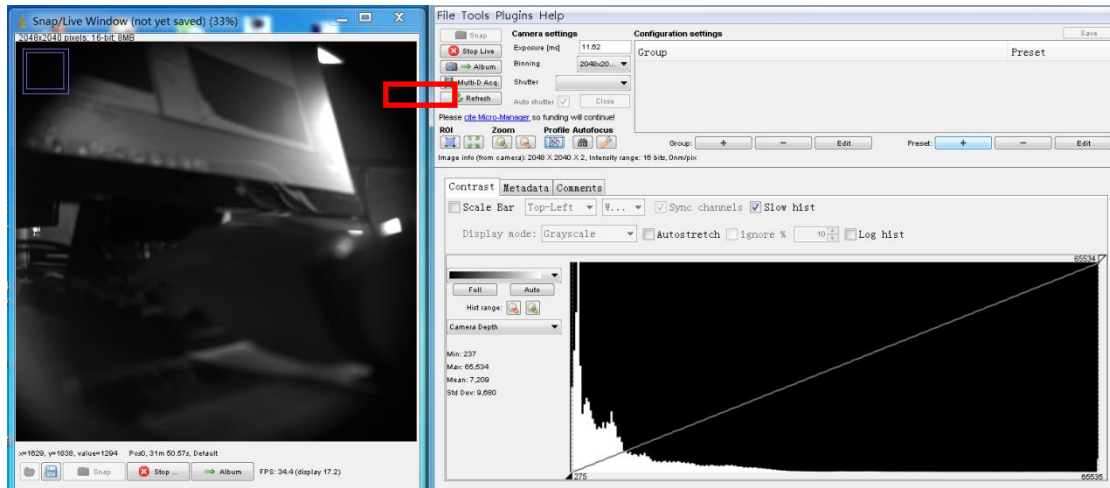 Snap/Live Window (not yet saved) (33%)
2048x2040 pixels; 16-bit; 8MB
x=1629, y=1838, value=1294 Pos0, 31m 50.57s, Default
Snap Stop ... Album FPS: 34.4 (display 17.2)
File Tools Plugins Help
Snap Camera settings Configuration settings Save
Stop Live Exposure [ms] 11.62 Group Preset
Album Binning 2048x20...
Multi-D Acq. Shutter
Refresh Auto shutter Close
Please cite Micro-Manager so funding will continue!
ROI Zoom Profile Autofocus
Group: + − Edit Preset: + − Edit
Image info (from camera): 2048 X 2040 X 2, Intensity range: 16 bits, 0nm/pix
Contrast Metadata Comments
Scale Bar Top-Left W... Sync channels Slow hist
Display mode: Grayscale Autostretch ignore % 10 Log hist
65534
Full Auto
Hist range:
Camera Depth
Min: 237
Max: 65,534
Mean: 7,209
Std Dev: 9,680
275 65535